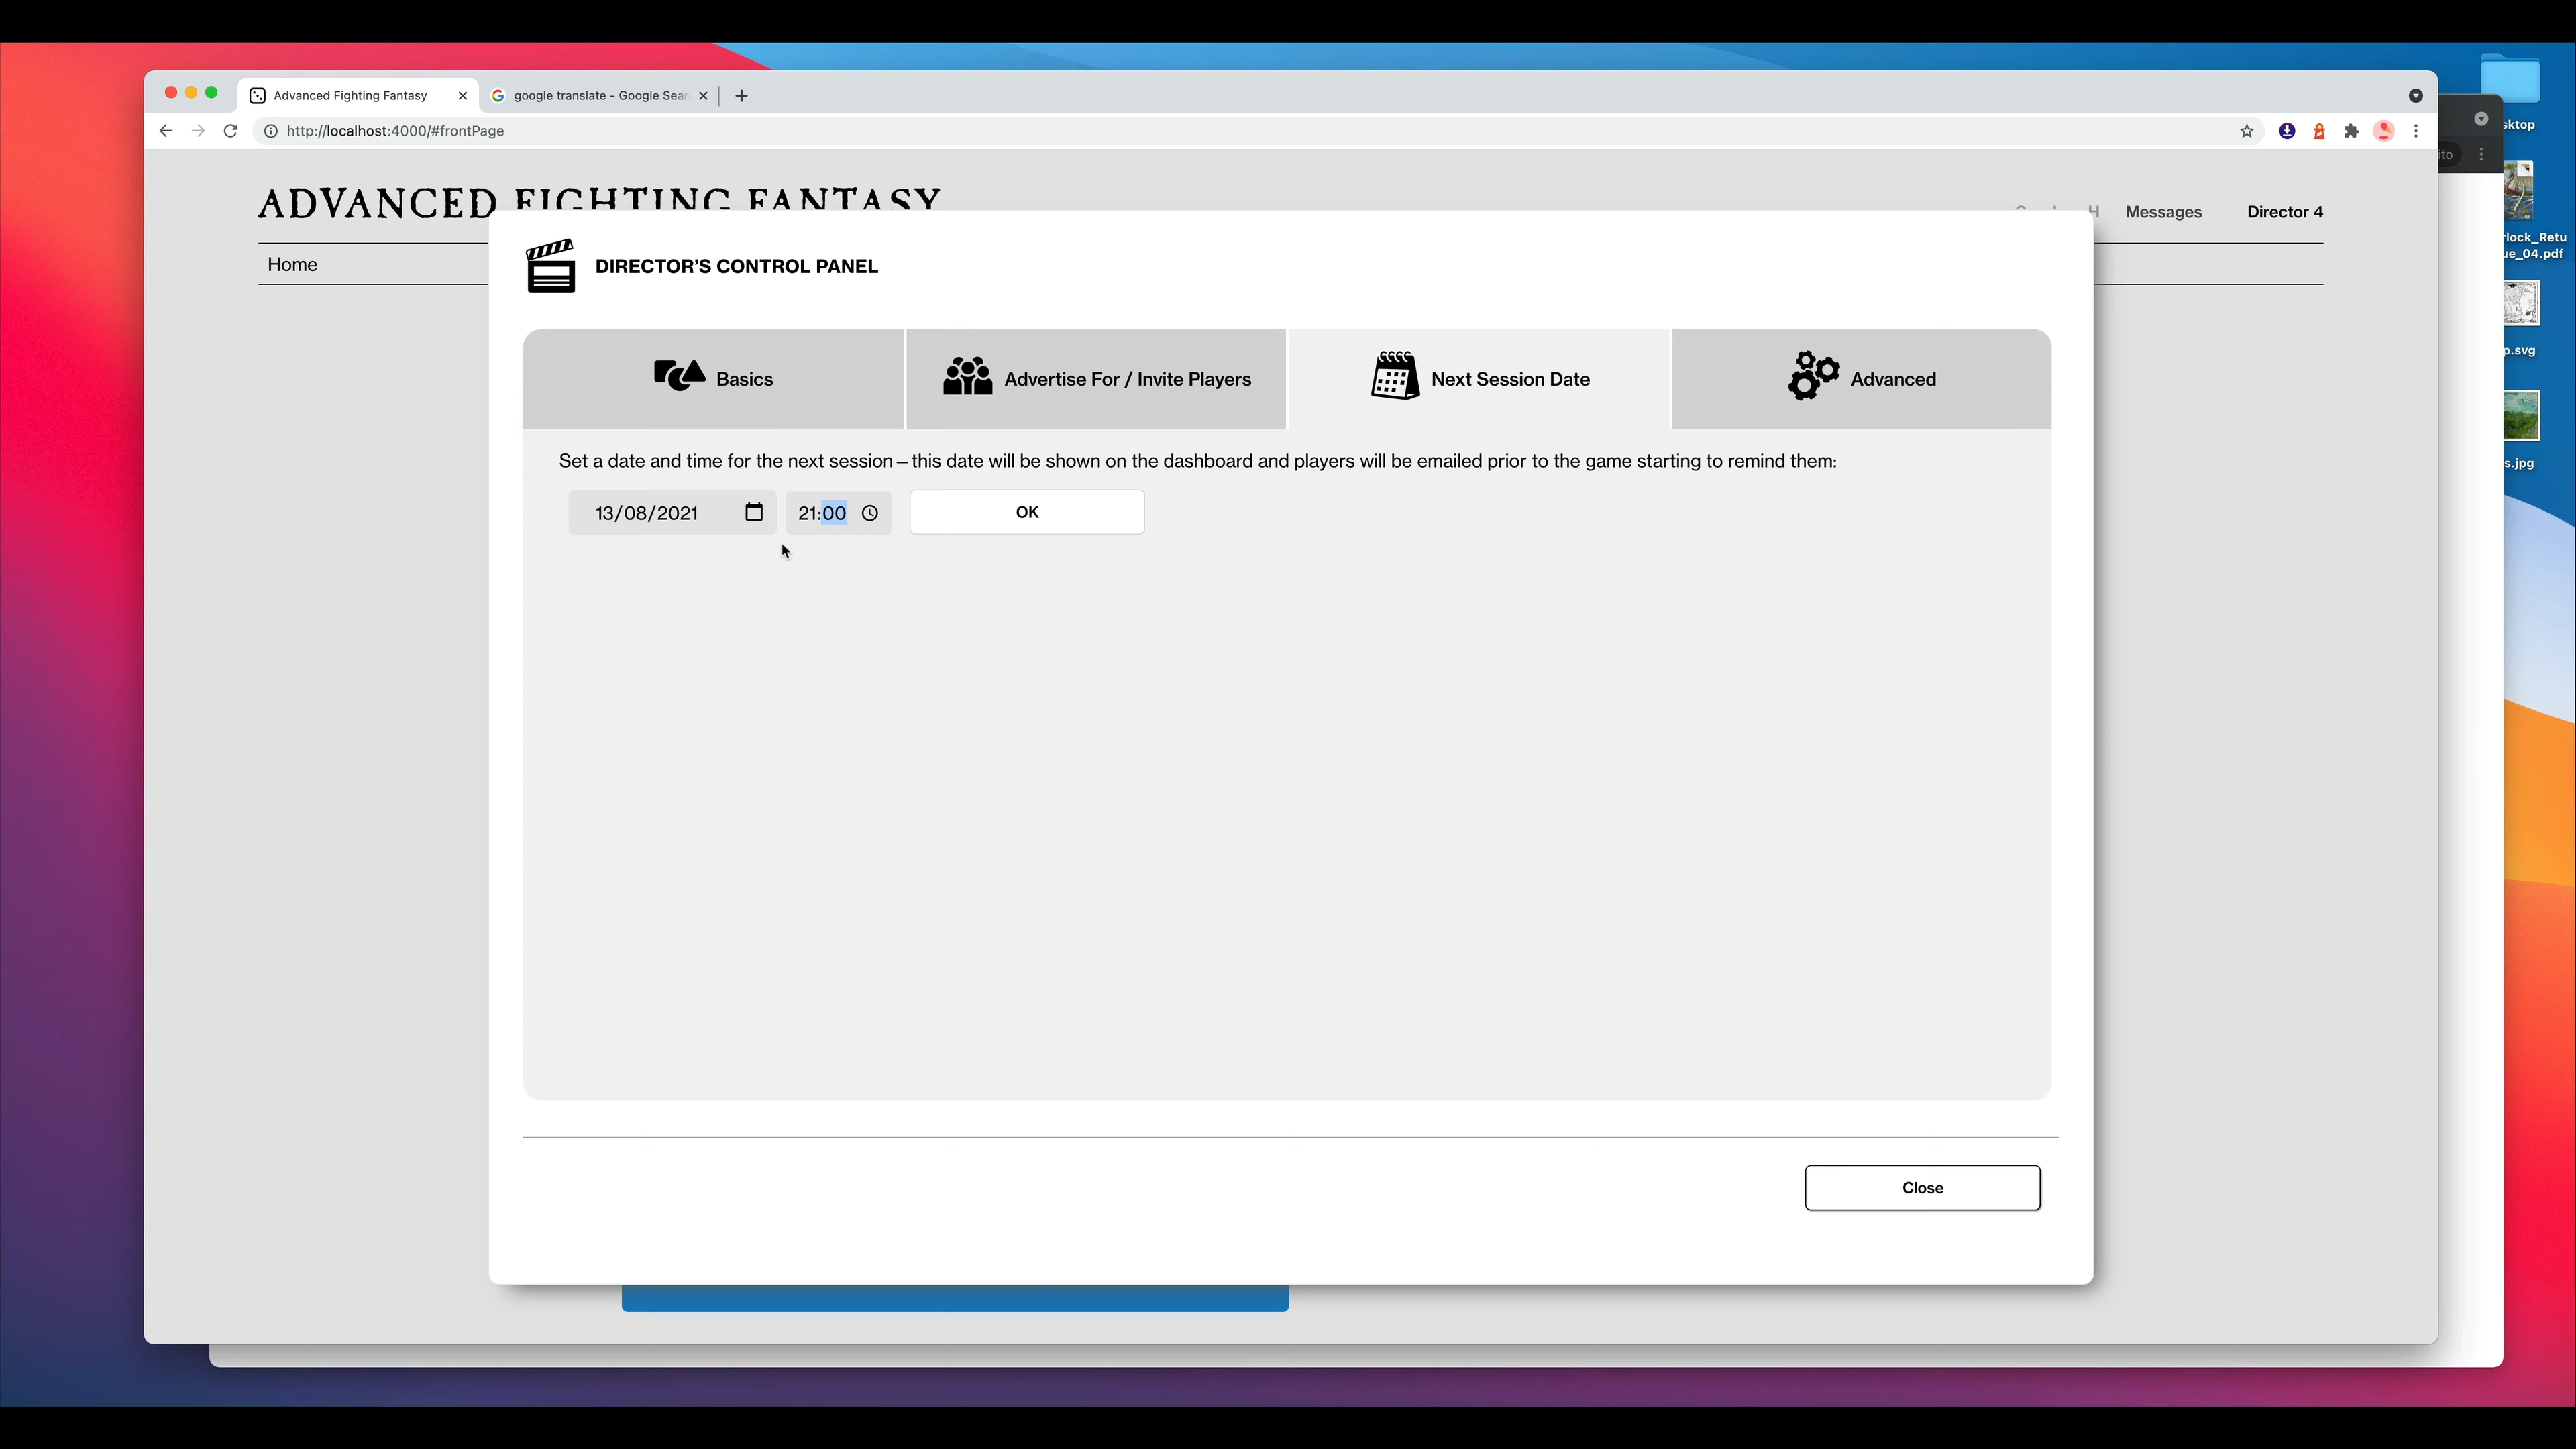 Advanced Fighting Fantasy
google translate - Google Sear
http://localhost:4000/#frontPage
ADVANCED FIGHTING FANTASY
Messages
Director 4
Home
DIRECTOR'S CONTROL PANEL
Basics
Advertise For / Invite Players
Next Session Date
Advanced
Set a date and time for the next session – this date will be shown on the dashboard and players will be emailed prior to the game starting to remind them:
13/08/2021
21:00
OK
Close
sktop
ito
rlock_Retu
ue_04.pdf
p.svg
s.jpg